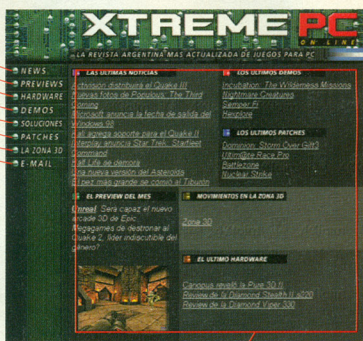 XTREME PC
ON LINE
LA REVISTA ARGENTINA MAS ACTUALIZADA DE JUEGOS PARA PC
NEWS
PREVIEWS
HARDWARE
DEMOS
SOLUCIONES
PATCHES
LA ZONA 3D
E-MAIL
LAS ULTIMAS NOTICIAS
Activision distribuirá el Quake III
Nuevas fotos de Populous: The Third
Coming
Microsoft anuncia la fecha de salida del
Windows 98
Kali agrega soporte para el Quake II
Interplay anuncia Star Trek: Starfleet
Command
Half Life se demora
Una nueva versión del Asteroids
El pez más grande se comió al Tiburón
LOS ULTIMOS DEMOS
Incubation: The Wilderness Missions
Nightmare Creatures
Semper Fi
Hexplore
LOS ULTIMOS PATCHES
Dominion: Storm Over Gift3
Ultim@te Race Pro
Battlezone
Nuclear Strike
EL PREVIEW DEL MES
Unreal. Será capaz el nuevo
arcade 3D de Epic
Megagames de destronar al
Quake 2, líder indiscutible del
género?
MOVIMIENTOS EN LA ZONA 3D
Zone 3D
EL ULTIMO HARDWARE
Canopus reveló la Pure 3D II
Review de la Diamond Stealth II s220
Review de la Diamond Viper 330